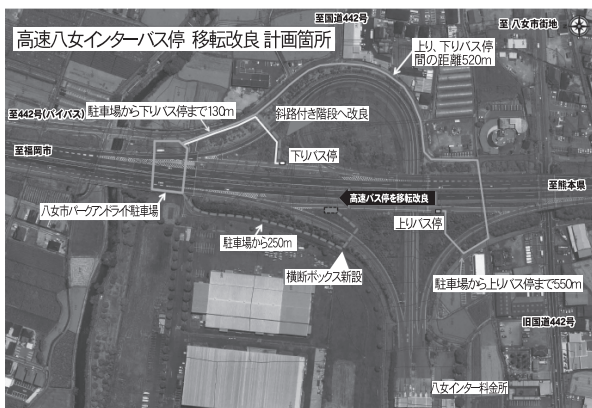 高速八女インターバス停 移転改良 計画箇所
至国道442号
至 八女市街地
上り、下りバス停
間の距離520m
至442号(バイパス)
駐車場から下りバス停まで130m
斜路付き階段へ改良
至福岡市
下りバス停
至熊本県
高速バス停を移転改良
八女市パークアンドライド駐車場
上りバス停
駐車場から250m
横断ボックス新設
駐車場から上りバス停まで550m
旧国道442号
八女インター料金所